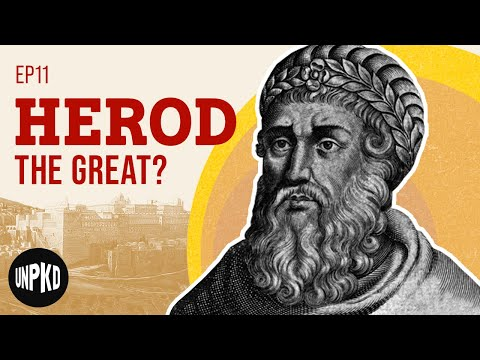 EP11
HEROD
THE GREAT?
UNPKD